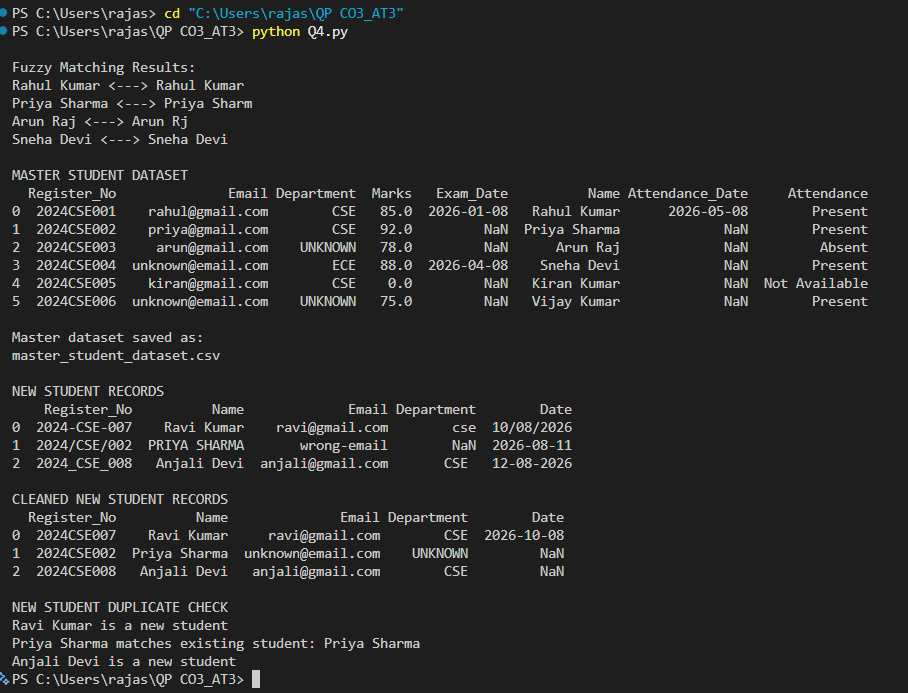 PS C:\Users\rajas> cd "C:\Users\rajas\QP CO3_AT3"
PS C:\Users\rajas\QP CO3_AT3> python Q4.py
Fuzzy Matching Results:
Rahul Kumar <---> Rahul Kumar
Priya Sharma <---> Priya Sharm
Arun Raj <---> Arun Rj
Sneha Devi <---> Sneha Devi
MASTER STUDENT DATASET
Register_No Email Department Marks Exam_Date Name Attendance_Date Attendance
0 2024CSE001 rahul@gmail.com CSE 85.0 2026-01-08 Rahul Kumar 2026-05-08 Present
1 2024CSE002 priya@gmail.com CSE 92.0 NaN Priya Sharma NaN Present
2 2024CSE003 arun@gmail.com UNKNOWN 78.0 NaN Arun Raj NaN Absent
3 2024CSE004 unknown@email.com ECE 88.0 2026-04-08 Sneha Devi NaN Present
4 2024CSE005 kiran@gmail.com CSE 0.0 NaN Kiran Kumar NaN Not Available
5 2024CSE006 unknown@email.com UNKNOWN 75.0 NaN Vijay Kumar NaN Present
Master dataset saved as:
master_student_dataset.csv
NEW STUDENT RECORDS
Register_No Name Email Department Date
0 2024-CSE-007 Ravi Kumar ravi@gmail.com cse 10/08/2026
1 2024/CSE/002 PRIYA SHARMA wrong-email NaN 2026-08-11
2 2024_CSE_008 Anjali Devi anjali@gmail.com CSE 12-08-2026
CLEANED NEW STUDENT RECORDS
Register_No Name Email Department Date
0 2024CSE007 Ravi Kumar ravi@gmail.com CSE 2026-10-08
1 2024CSE002 Priya Sharma unknown@email.com UNKNOWN NaN
2 2024CSE008 Anjali Devi anjali@gmail.com CSE NaN
NEW STUDENT DUPLICATE CHECK
Ravi Kumar is a new student
Priya Sharma matches existing student: Priya Sharma
Anjali Devi is a new student
PS C:\Users\rajas\QP CO3_AT3>